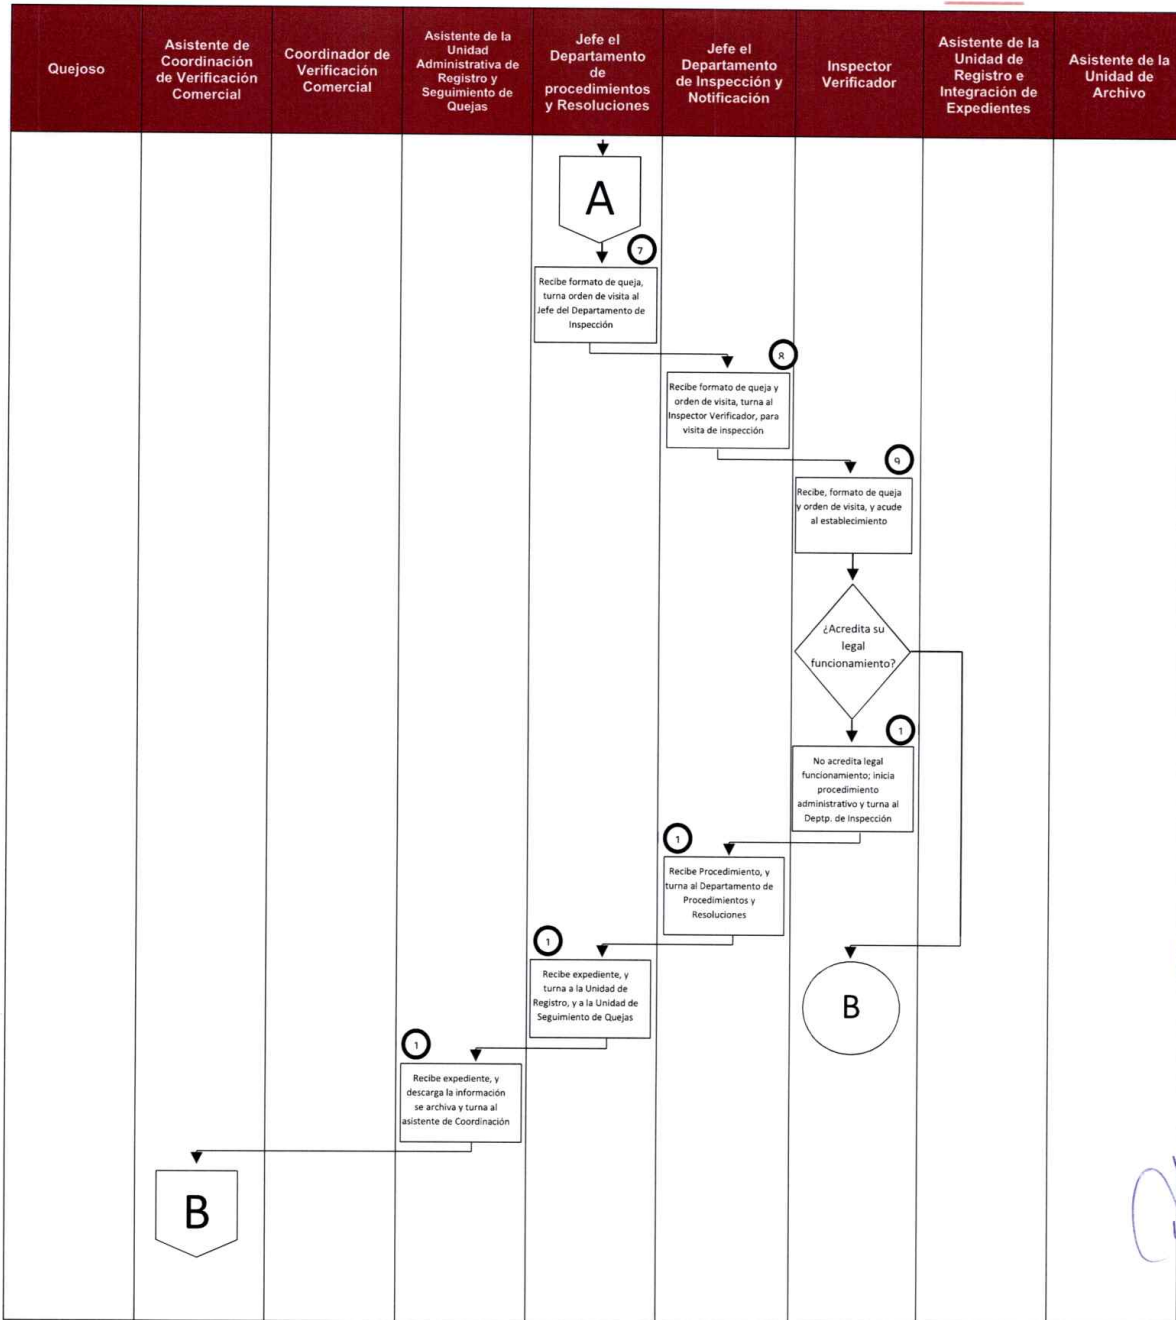 Quejoso
Asistente de
Coordinación
de Verificación
Comercial
Coordinador de
Verificación
Comercial
Asistente de la
Unidad
Administrativa de
Registro y
Seguimiento de
Quejas
Jefe el
Departamento
de
procedimientos
y Resoluciones
Jefe el
Departamento
de Inspección y
Notificación
Inspector
Verificador
Asistente de la
Unidad de
Registro e
Integración de
Expedientes
Asistente de la
Unidad de
Archivo
A
7
Recibe formato de queja,
turna orden de visita al
Jefe del Departamento de
Inspección
8
Recibe formato de queja y
orden de visita, turna al
Inspector Verificador, para
visita de inspección
9
Recibe, formato de queja
y orden de visita, y acude
al establecimiento
¿Acredita su
legal
funcionamiento?
1
No acredita legal
funcionamiento; inicia
procedimiento
administrativo y turna al
Deptp. de Inspección
1
Recibe Procedimiento, y
turna al Departamento de
Procedimientos y
Resoluciones
1
Recibe expediente, y
turna a la Unidad de
Registro, y a la Unidad de
Seguimiento de Quejas
B
1
Recibe expediente, y
descarga la información
se archiva y turna al
asistente de Coordinación
B